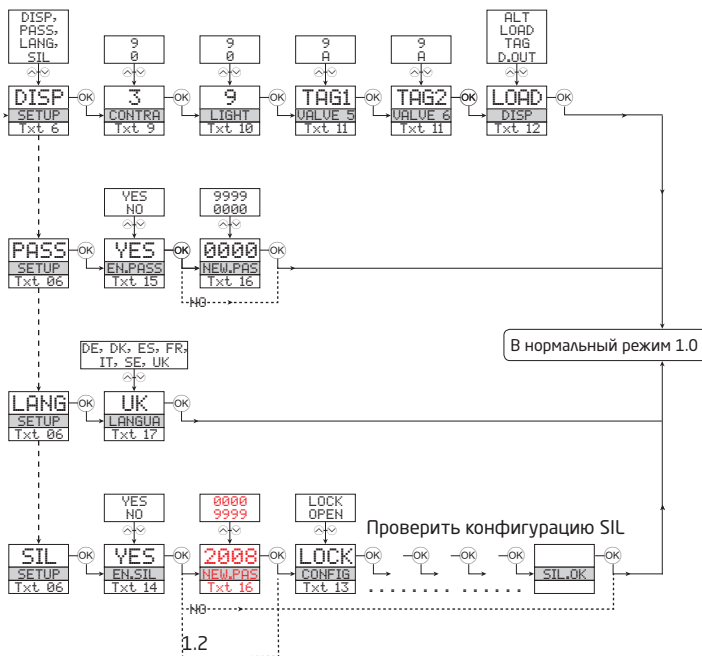 DISP,
PASS,
LANG,
SIL
9
0
9
0
9
A
9
A
ALT
LOAD
TAG
D.OUT
DISP OK 3 OK 9 OK TAG1 OK TAG2 OK LOAD OK
SETUP CONTRA LIGHT VALVE 5 VALVE 6 DISP
Txt 6 Txt 9 Txt 10 Txt 11 Txt 11 Txt 12
YES
NO
9999
0000
PASS OK YES OK 0000 OK
SETUP EN.PASS NEW.PAS
Txt 06 Txt 15 Txt 16
NO
В нормальный режим 1.0
DE, DK, ES, FR,
IT, SE, UK
LANG OK UK OK
SETUP LANGUA
Txt 06 Txt 17
YES
NO
0000
9999
LOCK
OPEN
Проверить конфигурацию SIL
SIL OK YES OK 2008 OK LOCK OK OK OK OK OK
SETUP EN.SIL NEW.PAS CONFIG SIL.OK
Txt 06 Txt 14 Txt 16 Txt 13
NO
1.2